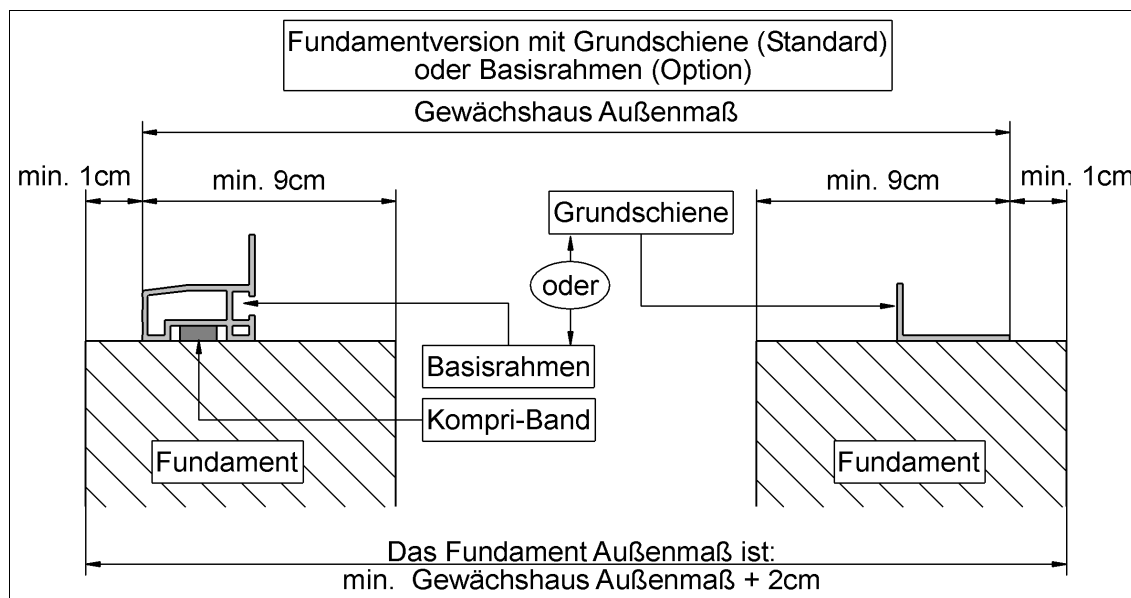 Fundamentversion mit Grundschiene (Standard)
oder Basisrahmen (Option)
Gewächshaus Außenmaß
min. 1cm
min. 9cm
min. 9cm
min. 1cm
Grundschiene
oder
Basisrahmen
Kompri-Band
Fundament
Fundament
Das Fundament Außenmaß ist:
min. Gewächshaus Außenmaß + 2cm